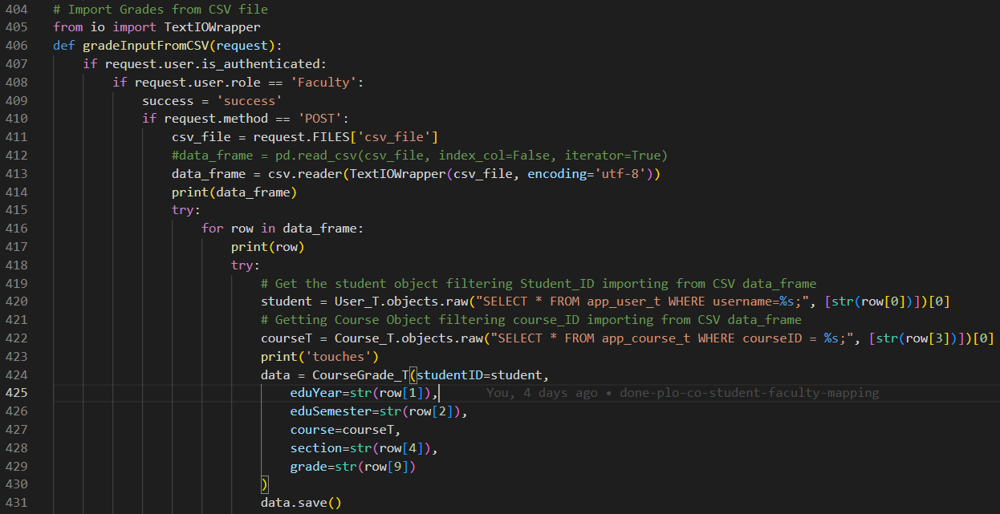 404 # Import Grades from CSV file
405 from io import TextIOWrapper
406 def gradeInputFromCSV(request):
407     if request.user.is_authenticated:
408         if request.user.role == 'Faculty':
409             success = 'success'
410             if request.method == 'POST':
411                 csv_file = request.FILES['csv_file']
412                 #data_frame = pd.read_csv(csv_file, index_col=False, iterator=True)
413                 data_frame = csv.reader(TextIOWrapper(csv_file, encoding='utf-8'))
414                 print(data_frame)
415                 try:
416                     for row in data_frame:
417                         print(row)
418                         try:
419                             # Get the student object filtering Student_ID importing from CSV data_frame
420                             student = User_T.objects.raw("SELECT * FROM app_user_t WHERE username=%s;", [str(row[0])])[0]
421                             # Getting Course Object filtering course_ID importing from CSV data_frame
422                             courseT = Course_T.objects.raw("SELECT * FROM app_course_t WHERE courseID = %s;", [str(row[3])])[0]
423                             print('touches')
424                             data = CourseGrade_T(studentID=student,
425                                 eduYear=str(row[1]), You, 4 days ago • done-plo-co-student-faculty-mapping
426                                 eduSemester=str(row[2]),
427                                 course=courseT,
428                                 section=str(row[4]),
429                                 grade=str(row[9])
430                             )
431                             data.save()